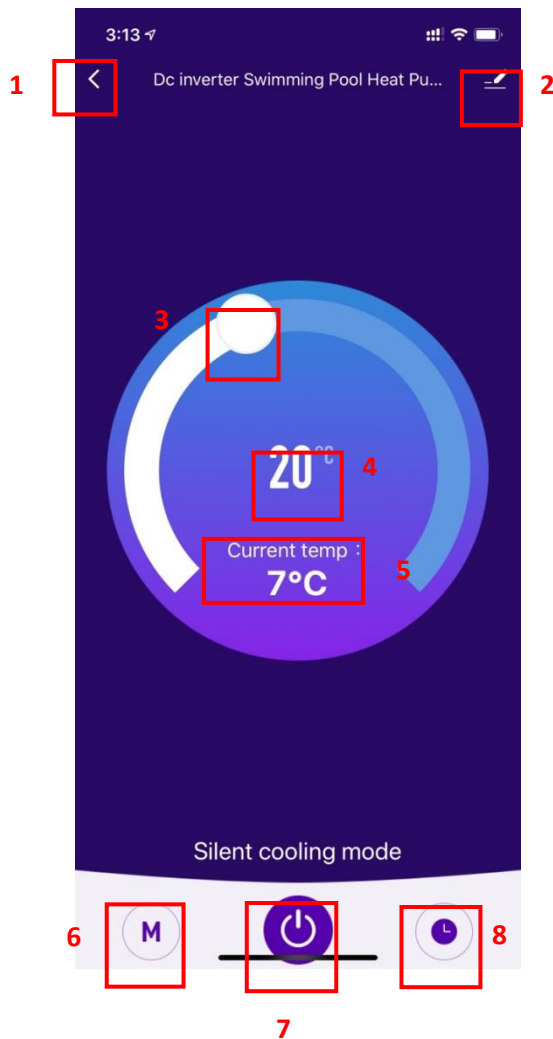 3:13
1
Dc inverter Swimming Pool Heat Pu...
2
3
20°C
4
Current temp :
5
7°C
Silent cooling mode
6
M
8
7